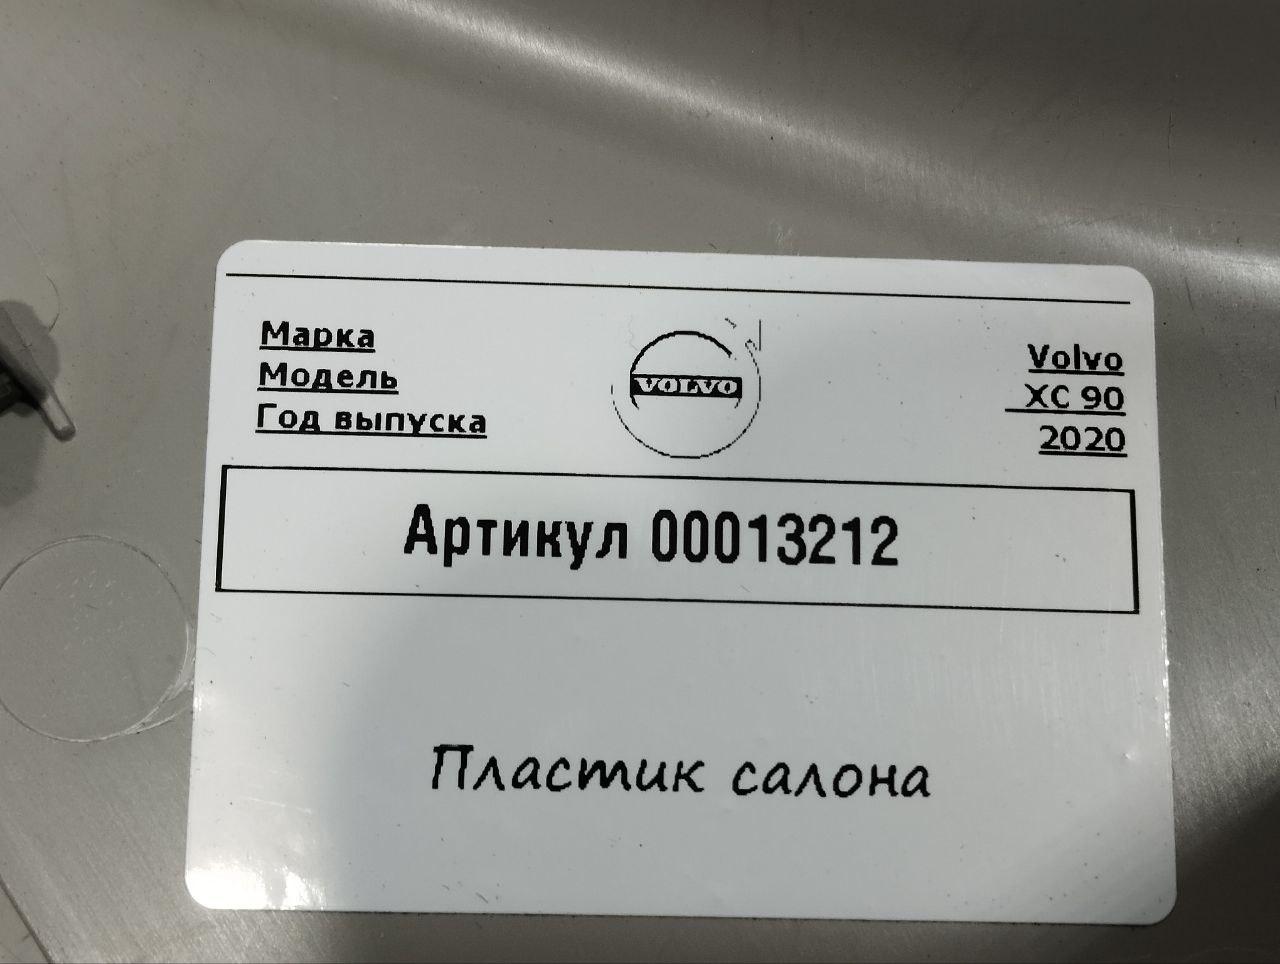 Марка
Модель
Год выпуска
VOLVO
Volvo
XC 90
2020
Артикул 00013212
Пластик салона